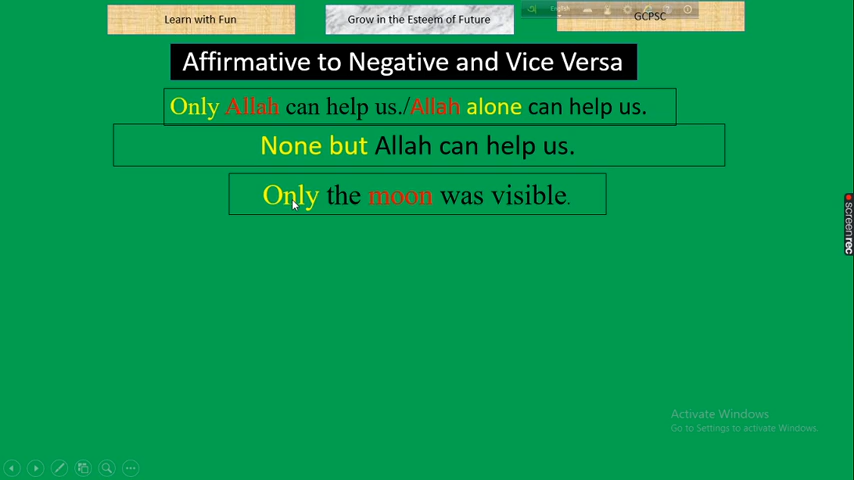 Learn with Fun
Grow in the Esteem of Future
English
GCPSC
Affirmative to Negative and Vice Versa
Only Allah can help us./Allah alone can help us.
None but Allah can help us.
Only the moon was visible.
screenrec
Activate Windows
Go to Settings to activate Windows.